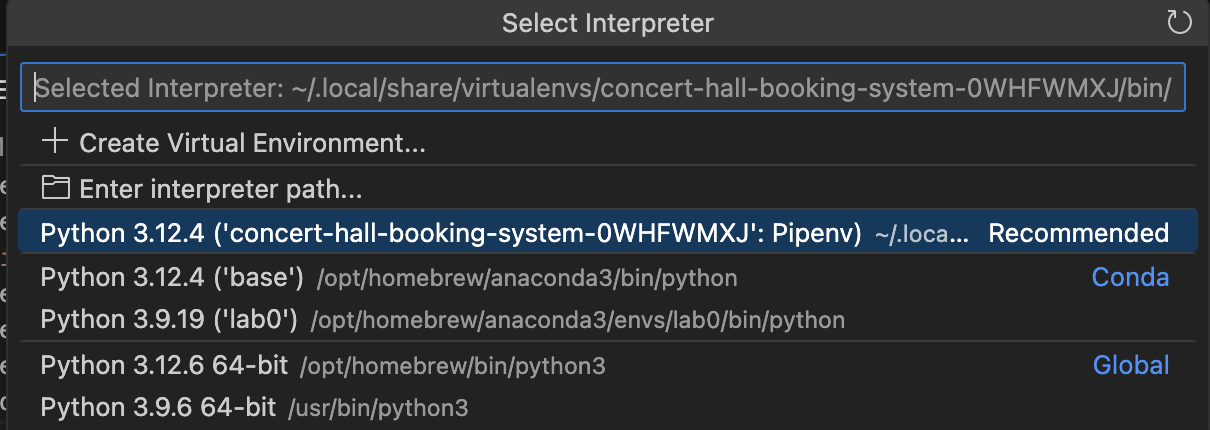 Select Interpreter
Selected Interpreter: ~/.local/share/virtualenvs/concert-hall-booking-system-0WHFWMXJ/bin/
Create Virtual Environment...
Enter interpreter path...
Python 3.12.4 ('concert-hall-booking-system-0WHFWMXJ': Pipenv) ~/.loca... Recommended
Python 3.12.4 ('base') /opt/homebrew/anaconda3/bin/python Conda
Python 3.9.19 ('lab0') /opt/homebrew/anaconda3/envs/lab0/bin/python
Python 3.12.6 64-bit /opt/homebrew/bin/python3 Global
Python 3.9.6 64-bit /usr/bin/python3